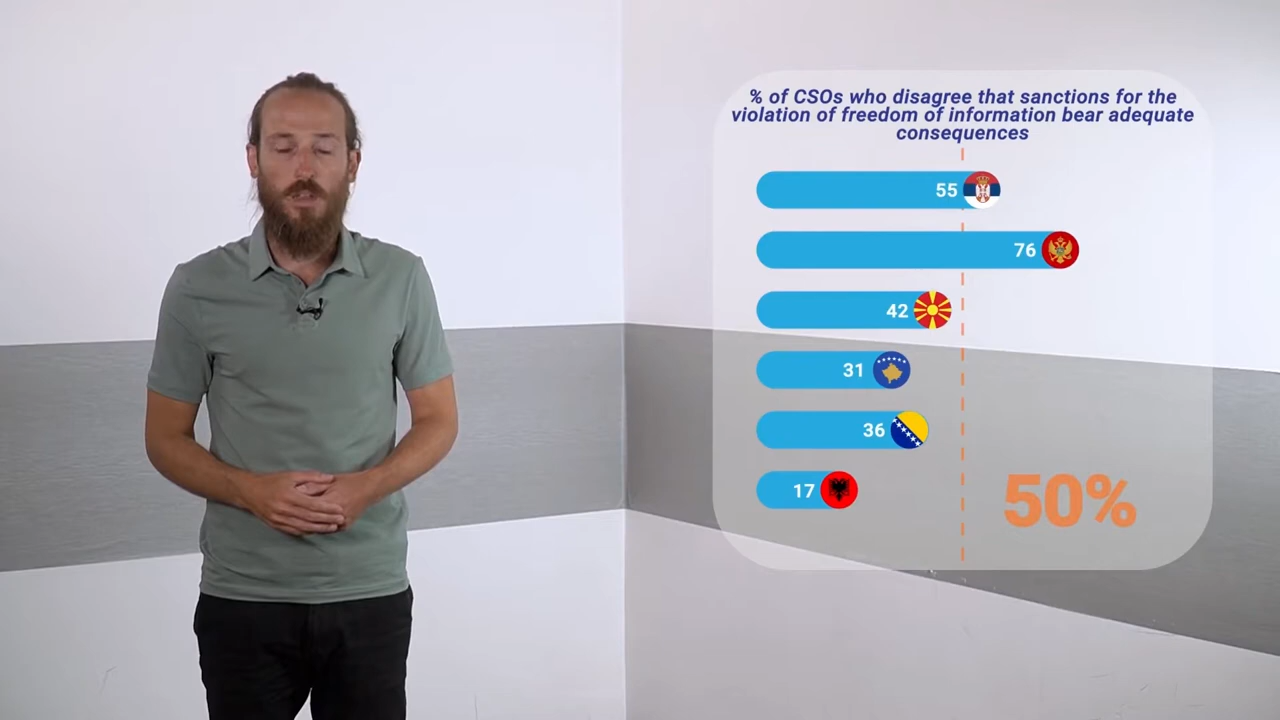 % of CSOs who disagree that sanctions for the
violation of freedom of information bear adequate
consequences
55
76
42
31
36
17
50%